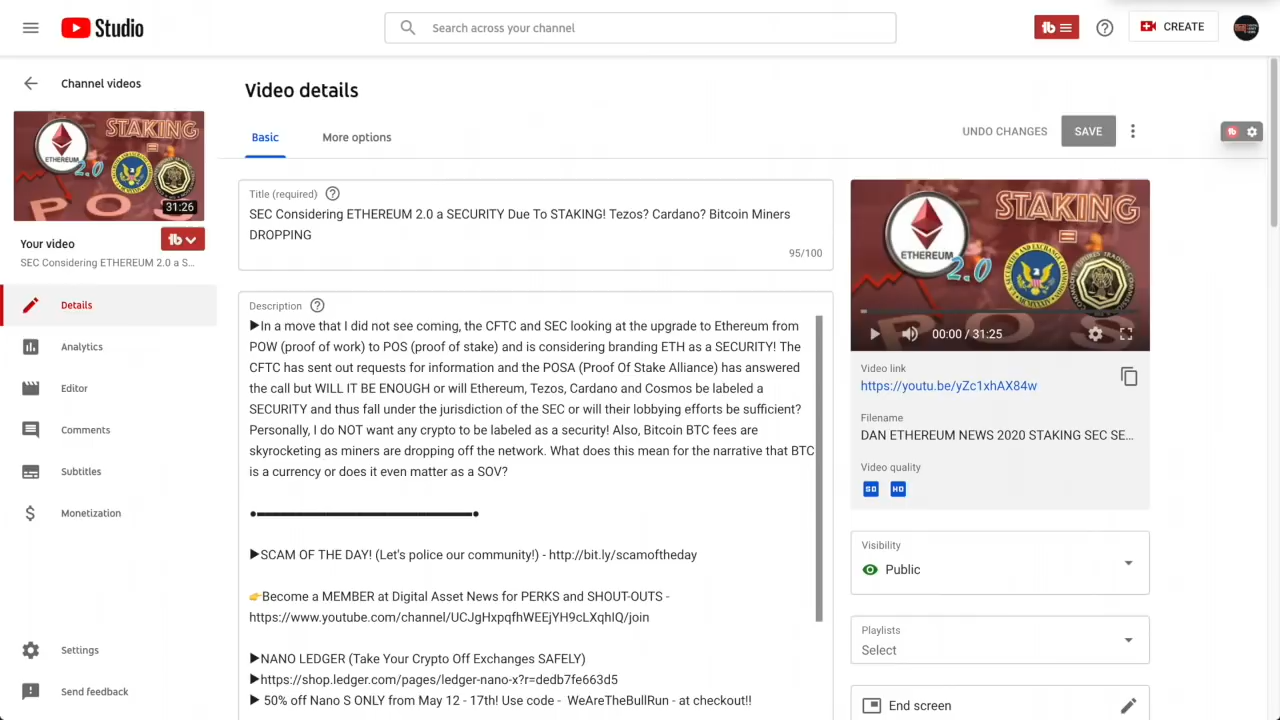 Studio
Search across your channel
CREATE
Channel videos
STAKING
=
ETHEREUM
2.0
POS
31:26
Your video
SEC Considering ETHEREUM 2.0 a S...
Details
Analytics
Editor
Comments
Subtitles
Monetization
Settings
Send feedback
Video details
Basic
More options
UNDO CHANGES
SAVE
Title (required)
SEC Considering ETHEREUM 2.0 a SECURITY Due To STAKING! Tezos? Cardano? Bitcoin Miners
DROPPING
95/100
Description
▶In a move that I did not see coming, the CFTC and SEC looking at the upgrade to Ethereum from
POW (proof of work) to POS (proof of stake) and is considering branding ETH as a SECURITY! The
CFTC has sent out requests for information and the POSA (Proof Of Stake Alliance) has answered
the call but WILL IT BE ENOUGH or will Ethereum, Tezos, Cardano and Cosmos be labeled a
SECURITY and thus fall under the jurisdiction of the SEC or will their lobbying efforts be sufficient?
Personally, I do NOT want any crypto to be labeled as a security! Also, Bitcoin BTC fees are
skyrocketing as miners are dropping off the network. What does this mean for the narrative that BTC
is a currency or does it even matter as a SOV?
▶SCAM OF THE DAY! (Let's police our community!) - http://bit.ly/scamoftheday
👉Become a MEMBER at Digital Asset News for PERKS and SHOUT-OUTS -
https://www.youtube.com/channel/UCJgHxpqfhWEEjYH9cLXqhIQ/join
▶NANO LEDGER (Take Your Crypto Off Exchanges SAFELY)
▶https://shop.ledger.com/pages/ledger-nano-x?r=dedb7fe663d5
▶ 50% off Nano S ONLY from May 12 - 17th! Use code - WeAreTheBullRun - at checkout!!
STAKING
=
ETHEREUM
2.0
POS
00:00 / 31:25
Video link
https://youtu.be/yZc1xhAX84w
Filename
DAN ETHEREUM NEWS 2020 STAKING SEC SE...
Video quality
SD HD
Visibility
Public
Playlists
Select
End screen